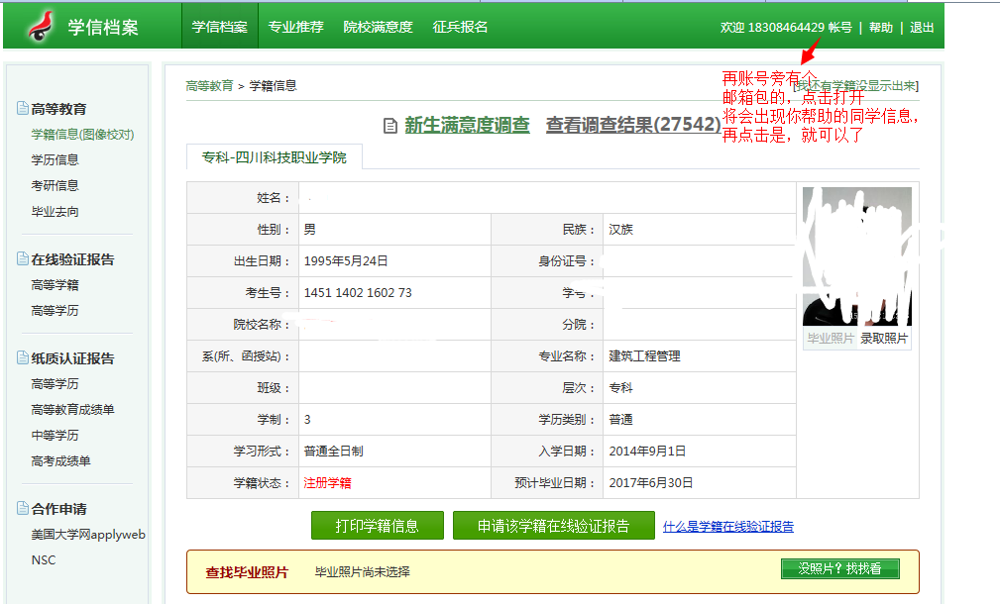 学信档案
学信档案 专业推荐 院校满意度 征兵报名
欢迎 18308464429 帐号 | 帮助 | 退出
再账号旁有个
邮箱包的，点击打开
将会出现你帮助的同学信息，
再点击是，就可以了
高等教育 > 学籍信息
[我还有学籍没显示出来]
新生满意度调查 查看调查结果(27542)
高等教育
学籍信息(图像校对)
学历信息
考研信息
毕业去向
在线验证报告
高等学籍
高等学历
纸质认证报告
高等学历
高等教育成绩单
中等学历
高考成绩单
合作申请
美国大学网applyweb
NSC
专科-四川科技职业学院
姓名：
性别： 男 民族： 汉族
出生日期： 1995年5月24日 身份证号：
考生号： 1451 1402 1602 73 学号：
院校名称： 分院：
系(所、函授站)： 专业名称： 建筑工程管理
班级： 层次： 专科
学制： 3 学历类别： 普通
学习形式： 普通全日制 入学日期： 2014年9月1日
学籍状态： 注册学籍 预计毕业日期： 2017年6月30日
毕业照片 录取照片
打印学籍信息 申请该学籍在线验证报告 什么是学籍在线验证报告
查找毕业照片 毕业照片尚未选择 没照片？找找看